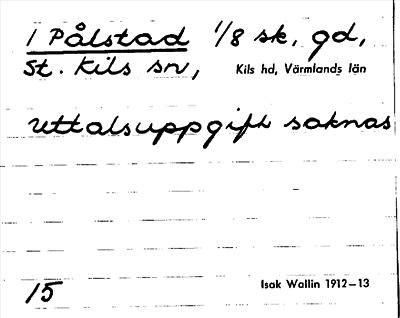 1 Pålstad 1/8 sk, gd,
St. Kils sn, Kils hd, Värmlands län
Uttalsuppgift saknas
15 Isak Wallin 1912–13